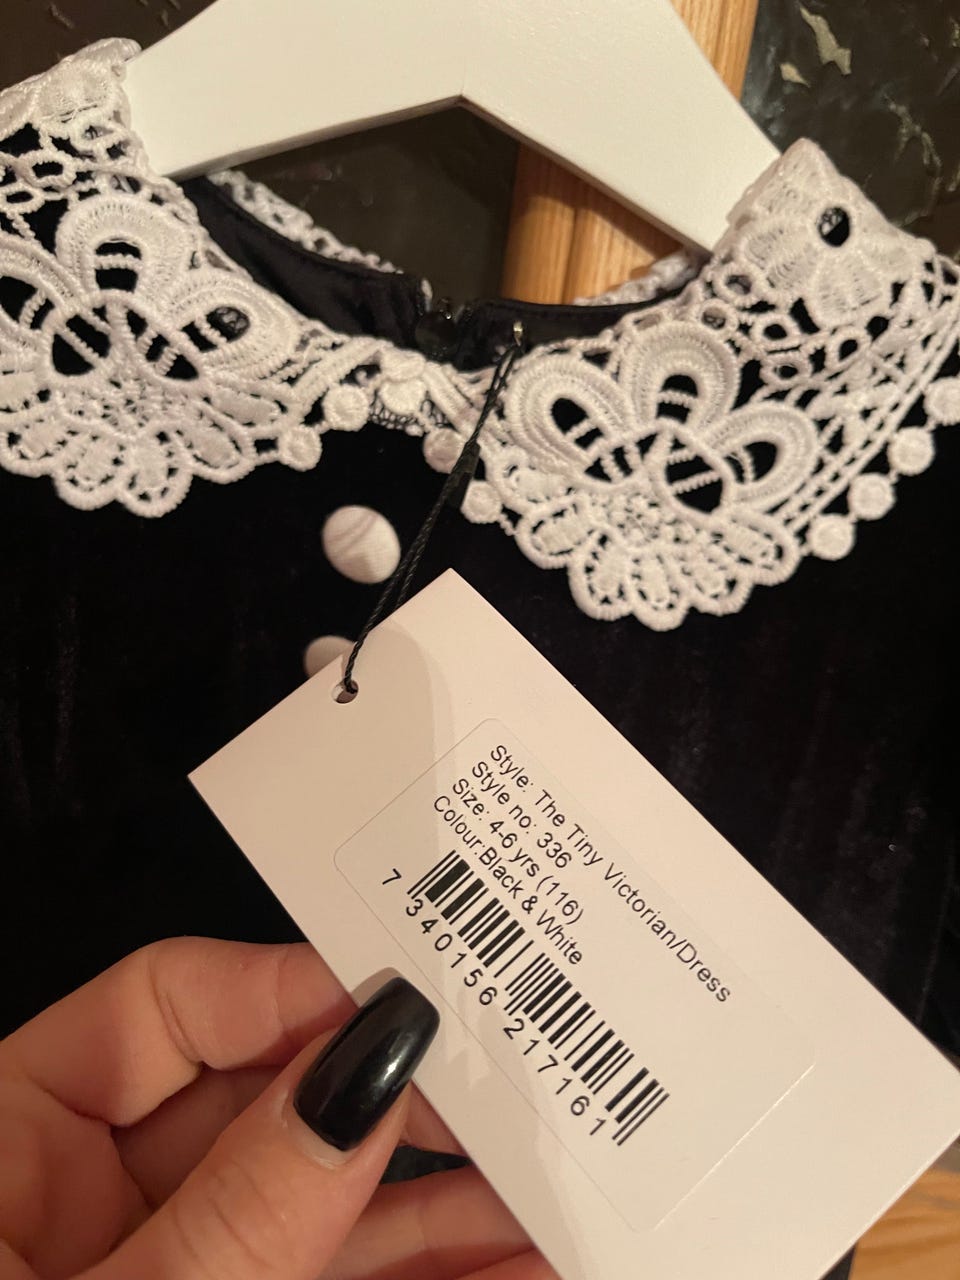 Style: The Tiny Victorian/Dress
Style no: 336
Size: 4-6 yrs (116)
Colour:Black & White
7 340156 217161